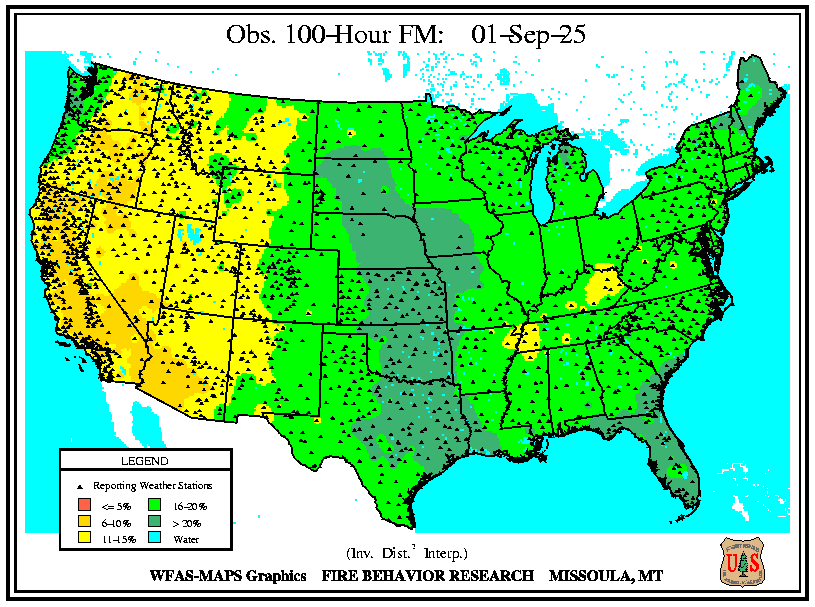 Obs. 100-Hour FM: 01-Sep-25
LEGEND
Reporting Weather Stations
<= 5%
16-20%
6-10%
> 20%
11-15%
Water
(Inv. Dist.² Interp.)
WFAS-MAPS Graphics FIRE BEHAVIOR RESEARCH MISSOULA, MT
U S